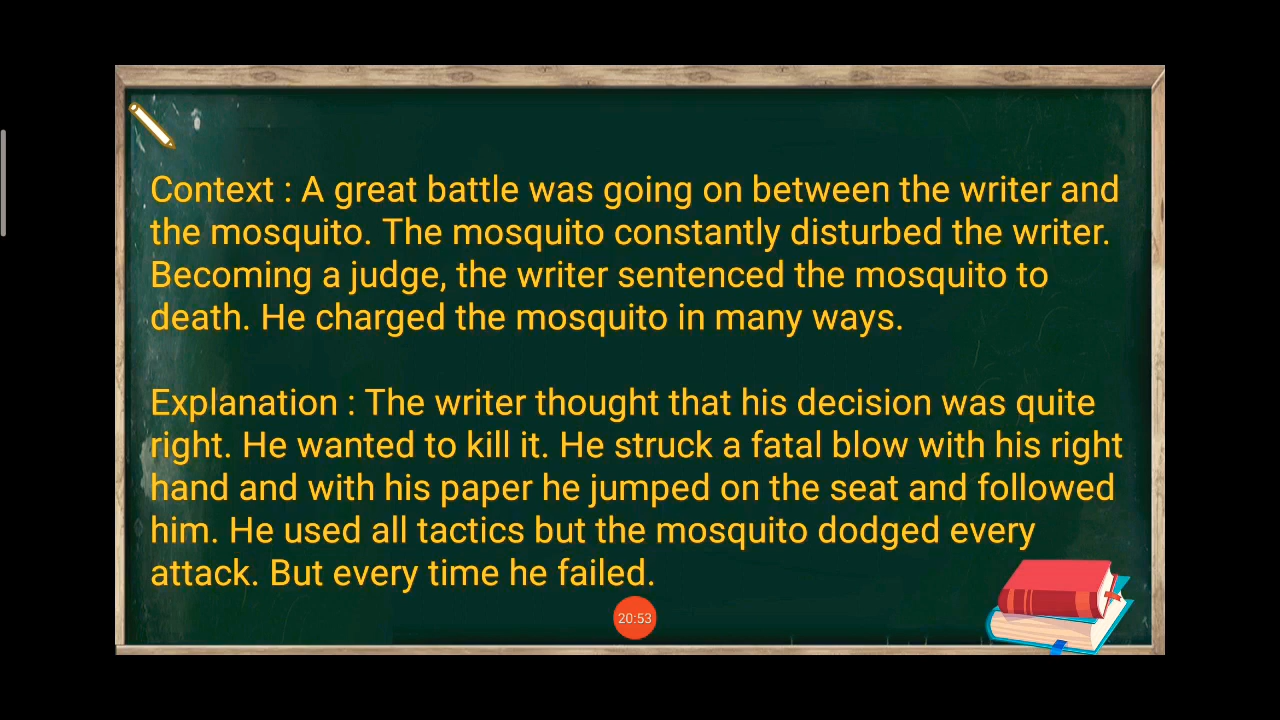 Context : A great battle was going on between the writer and
the mosquito. The mosquito constantly disturbed the writer.
Becoming a judge, the writer sentenced the mosquito to
death. He charged the mosquito in many ways.
Explanation : The writer thought that his decision was quite
right. He wanted to kill it. He struck a fatal blow with his right
hand and with his paper he jumped on the seat and followed
him. He used all tactics but the mosquito dodged every
attack. But every time he failed.
20:53